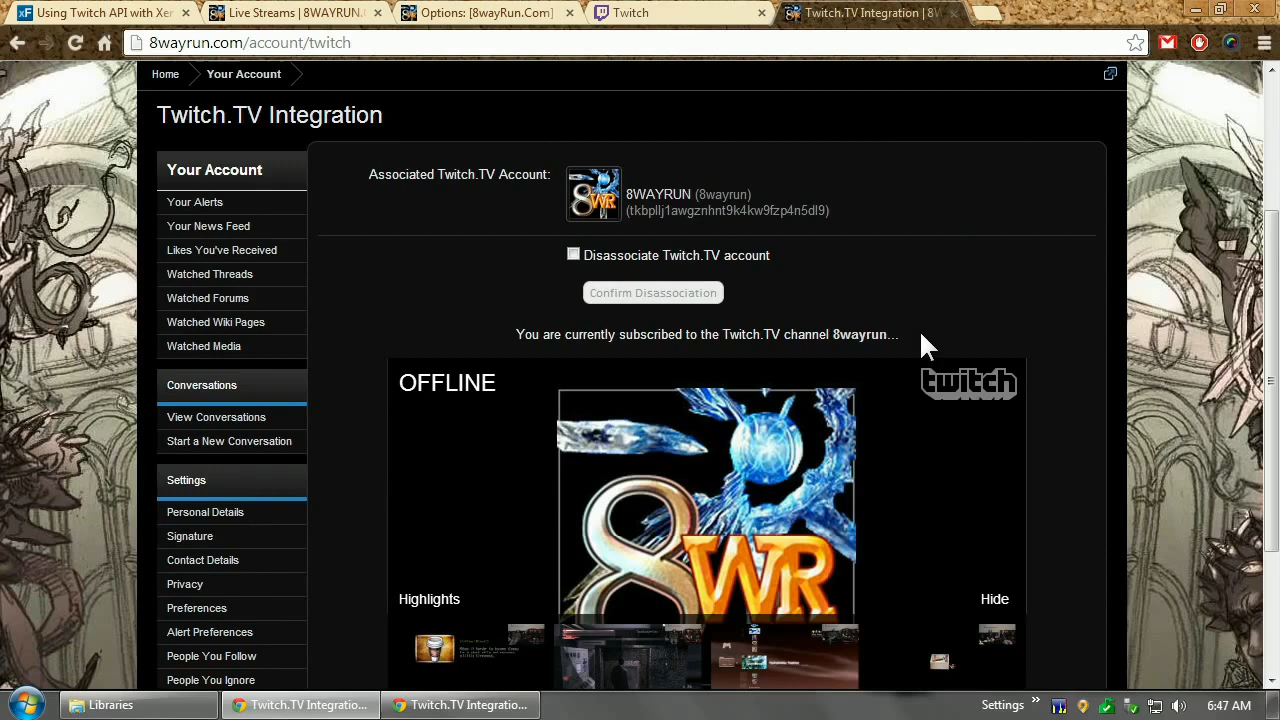 Using Twitch API with Xer
Live Streams | 8WAYRUN.
Options: [8wayRun.Com]
Twitch
Twitch.TV Integration | 8W
8wayrun.com/account/twitch
Home
Your Account
Twitch.TV Integration
Your Account
Your Alerts
Your News Feed
Likes You've Received
Watched Threads
Watched Forums
Watched Wiki Pages
Watched Media
Conversations
View Conversations
Start a New Conversation
Settings
Personal Details
Signature
Contact Details
Privacy
Preferences
Alert Preferences
People You Follow
People You Ignore
Associated Twitch.TV Account:
8WR
8WAYRUN (8wayrun)
(tkbpllj1awgznhnt9k4kw9fzp4n5dl9)
Disassociate Twitch.TV account
Confirm Disassociation
You are currently subscribed to the Twitch.TV channel 8wayrun...
OFFLINE
twitch
8WR
Highlights
Hide
Libraries
Twitch.TV Integratio...
Twitch.TV Integratio...
Settings
6:47 AM